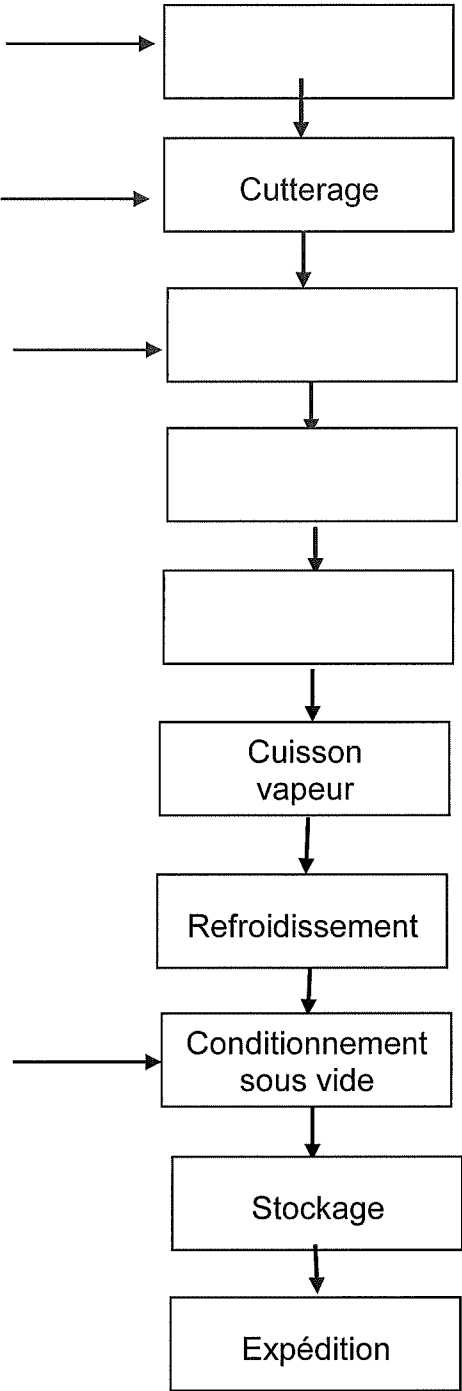 Cutterage
Cuisson
vapeur
Refroidissement
Conditionnement
sous vide
Stockage
Expédition